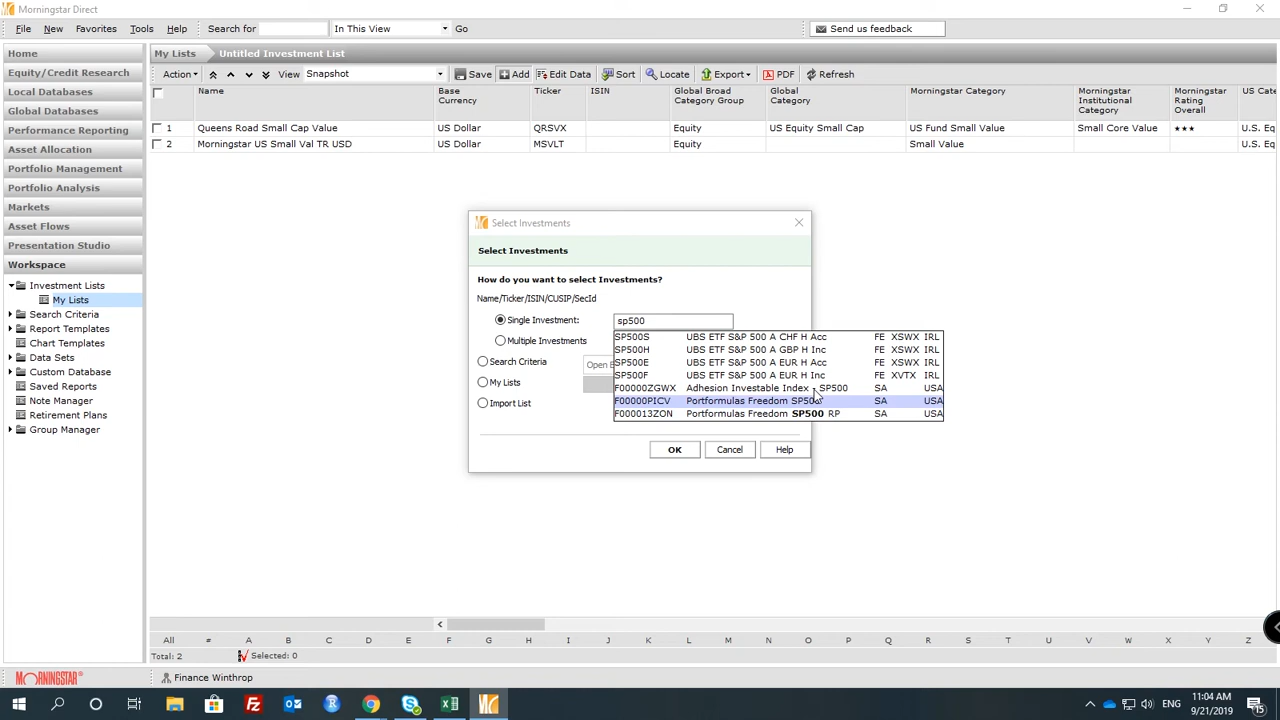 Morningstar Direct
File New Favorites Tools Help Search for In This View Go Send us feedback
Home
Equity/Credit Research
Local Databases
Global Databases
Performance Reporting
Asset Allocation
Portfolio Management
Portfolio Analysis
Markets
Asset Flows
Presentation Studio
Workspace
Investment Lists
My Lists
Search Criteria
Report Templates
Chart Templates
Data Sets
Custom Database
Saved Reports
Note Manager
Retirement Plans
Group Manager
My Lists Untitled Investment List
Action View Snapshot Save Add Edit Data Sort Locate Export PDF Refresh
Name Base Currency Ticker ISIN Global Broad Category Group Global Category Morningstar Category Morningstar Institutional Category Morningstar Rating Overall US Cate
1 Queens Road Small Cap Value US Dollar QRSVX Equity US Equity Small Cap US Fund Small Value Small Core Value ★★★ U.S. Eq
2 Morningstar US Small Val TR USD US Dollar MSVLT Equity Small Value U.S. Eq
Select Investments
Select Investments
How do you want to select Investments?
Name/Ticker/ISIN/CUSIP/SecId
Single Investment: sp500
Multiple Investments
Search Criteria Open E
My Lists
Import List
SP500S UBS ETF S&P 500 A CHF H Acc FE XSWX IRL
SP500H UBS ETF S&P 500 A GBP H Inc FE XSWX IRL
SP500E UBS ETF S&P 500 A EUR H Acc FE XSWX IRL
SP500F UBS ETF S&P 500 A EUR H Inc FE XVTX IRL
F00000ZGWX Adhesion Investable Index - SP500 SA USA
F00000PICV Portformulas Freedom SP500 SA USA
F000013ZON Portformulas Freedom SP500 RP SA USA
OK Cancel Help
All # A B C D E F G H I J K L M N O P Q R S T U V W X Y Z
Total: 2 Selected: 0
MORNINGSTAR Finance Winthrop
11:04 AM
9/21/2019
15